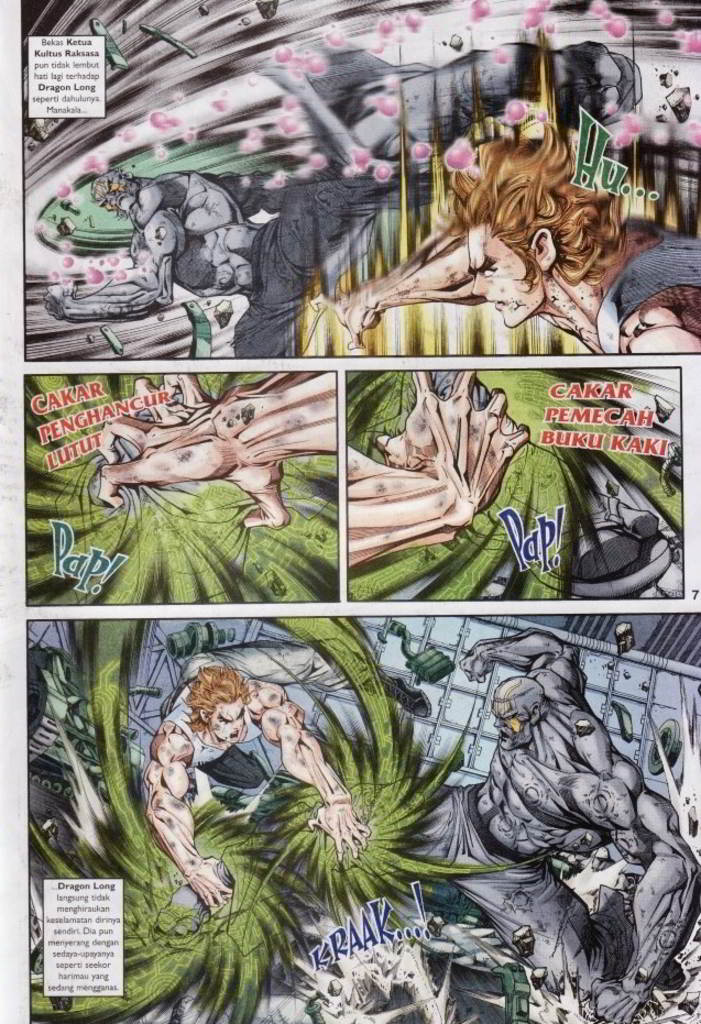 Bekas Ketua
Kultus Raksasa
pun tidak lembut
hati lagi terhadap
Dragon Long
seperti dahulunya.
Manakala...
Hu...
CAKAR
PENGHANCUR
LUTUT
Pap!
CAKAR
PEMECAH
BUKU KAKI
Pap!
7
KRAAK...!
...Dragon Long
langsung tidak
menghiraukan
keselamatan dirinya
sendiri. Dia pun
menyerang dengan
sedaya-upayanya
seperti seekor
harimau yang
sedang mengganas.